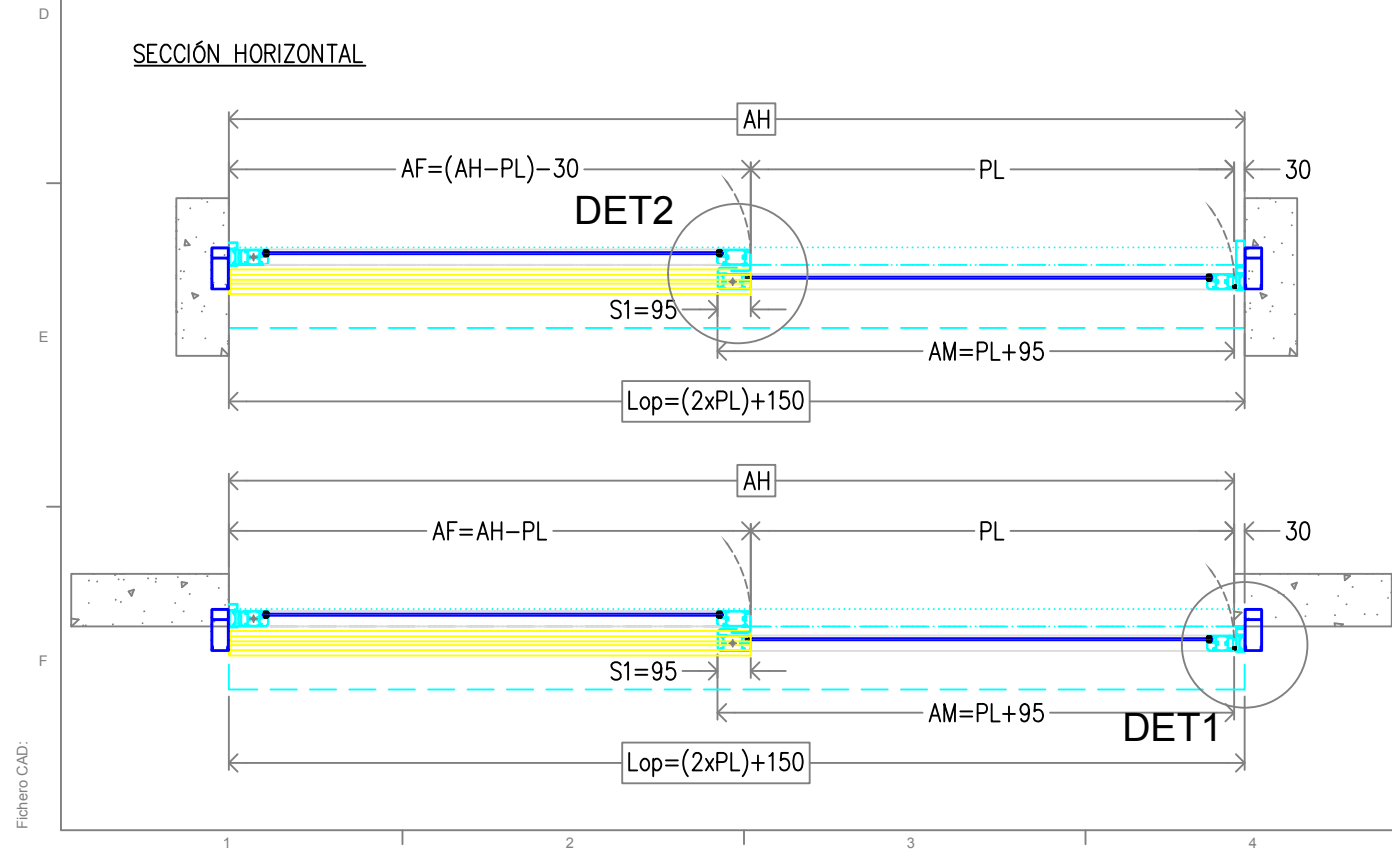 D
SECCIÓN HORIZONTAL
AH
AF=(AH-PL)-30
PL
30
DET2
S1=95
E
AM=PL+95
Lop=(2xPL)+150
AH
AF=AH-PL
PL
30
F
S1=95
AM=PL+95
DET1
Lop=(2xPL)+150
Fichero CAD:
1
2
3
4